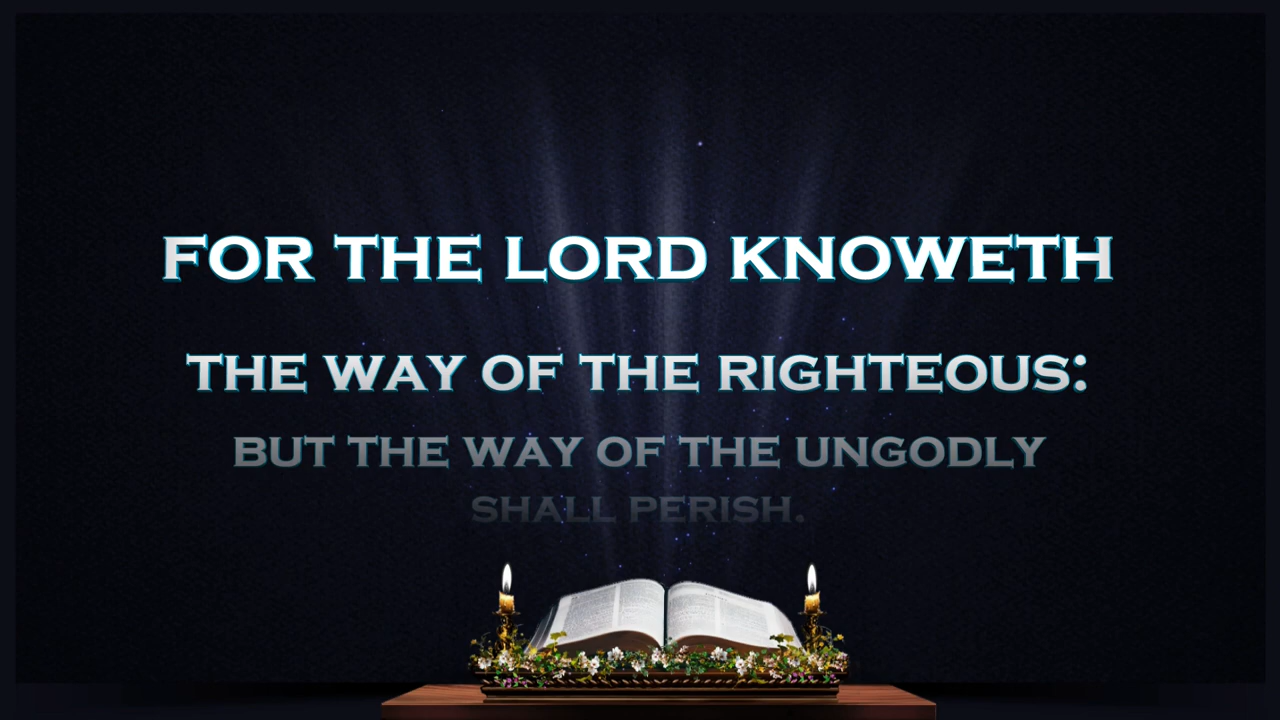 FOR THE LORD KNOWETH
THE WAY OF THE RIGHTEOUS:
BUT THE WAY OF THE UNGODLY
SHALL PERISH.